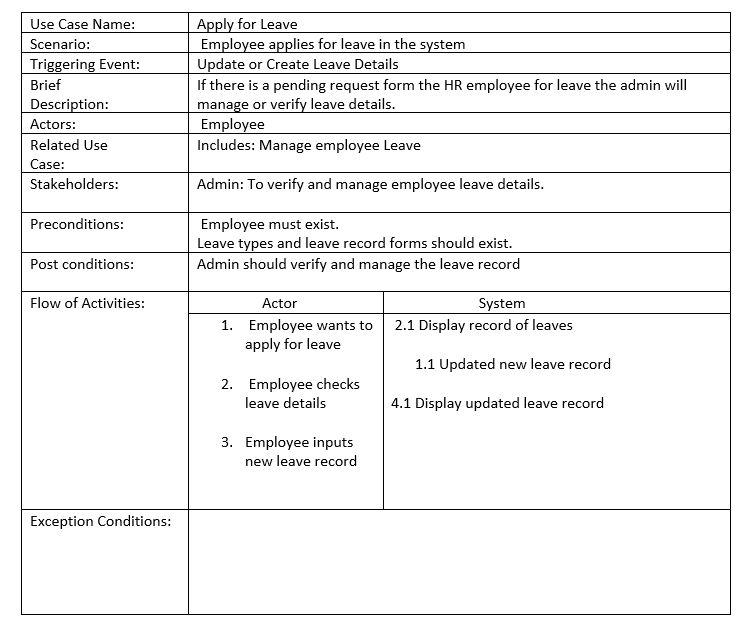 Use Case Name: Apply for Leave
Scenario: Employee applies for leave in the system
Triggering Event: Update or Create Leave Details
Brief Description: If there is a pending request form the HR employee for leave the admin will
manage or verify leave details.
Actors: Employee
Related Use Case: Includes: Manage employee Leave
Stakeholders: Admin: To verify and manage employee leave details.
Preconditions: Employee must exist.
Leave types and leave record forms should exist.
Post conditions: Admin should verify and manage the leave record
Flow of Activities: Actor System
1. Employee wants to
apply for leave
2. Employee checks
leave details
3. Employee inputs
new leave record
2.1 Display record of leaves
1.1 Updated new leave record
4.1 Display updated leave record
Exception Conditions: